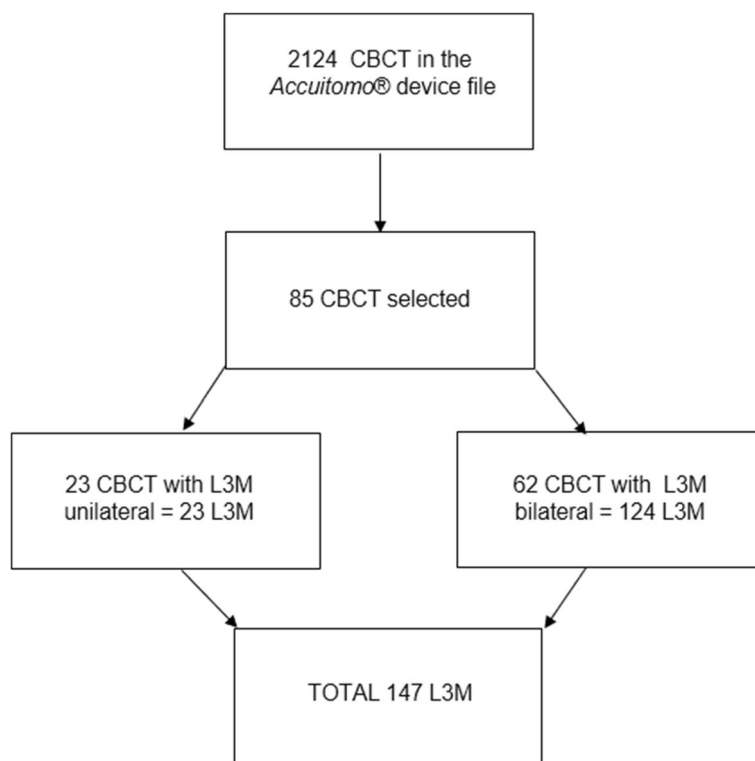 2124 CBCT in the
Accuitomo® device file
85 CBCT selected
23 CBCT with L3M
unilateral = 23 L3M
62 CBCT with L3M
bilateral = 124 L3M
TOTAL 147 L3M